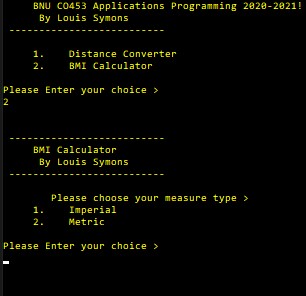 BNU CO453 Applications Programming 2020-2021!
By Louis Symons
--------------------------
1. Distance Converter
2. BMI Calculator
Please Enter your choice >
2
--------------------------
BMI Calculator
By Louis Symons
--------------------------
Please choose your measure type >
1. Imperial
2. Metric
Please Enter your choice >